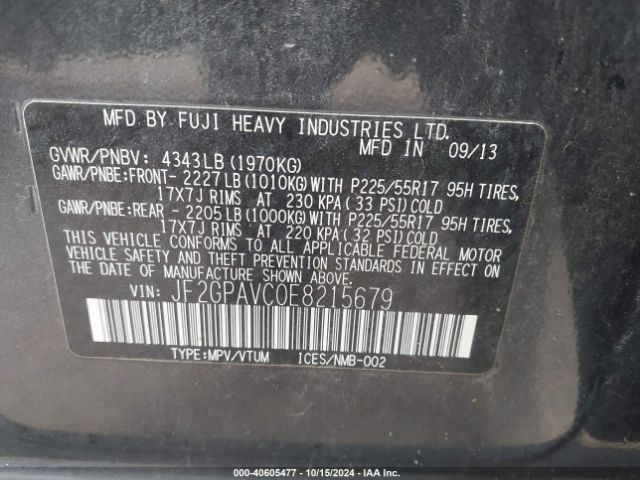 MFD BY FUJI HEAVY INDUSTRIES LTD.
MFD IN 09/13
GVWR/PNBV: 4343LB (1970KG)
GAWR/PNBE:FRONT- 2227LB (1010KG) WITH P225/55R17 95H TIRES,
17X7J RIMS AT 230 KPA (33 PSI) COLD
GAWR/PNBE:REAR - 2205LB (1000KG) WITH P225/55R17 95H TIRES,
17X7J RIMS AT 220 KPA (32 PSI) COLD
THIS VEHICLE CONFORMS TO ALL APPLICABLE FEDERAL MOTOR
VEHICLE SAFETY AND THEFT PREVENTION STANDARDS IN EFFECT ON
THE DATE OF MANUFACTURE SHOWN ABOVE.
VIN: JF2GPAVC0E8215679
TYPE:MPV/VTUM ICES/NMB-002
000-40605477 - 10/15/2024 - IAA Inc.